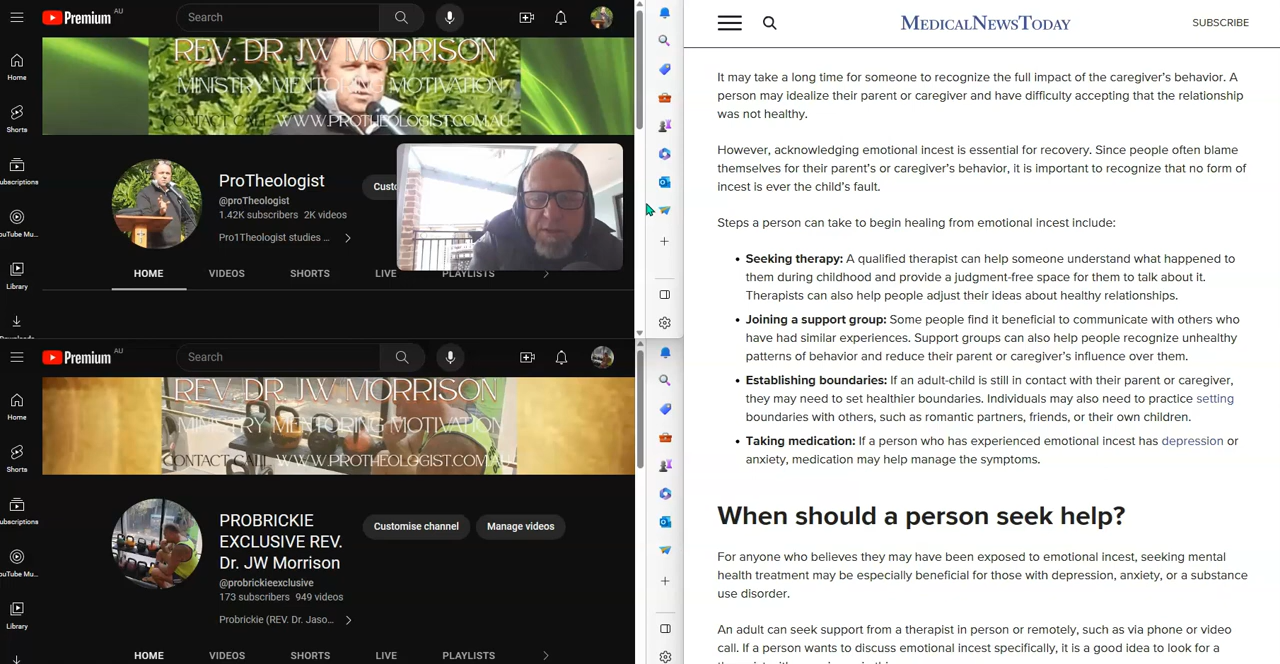 Premium AU
Search
Home
Shorts
ubscriptions
ouTube Mu...
Library
REV. DR. JW MORRISON
MINISTRY MENTORING MOTIVATION
CONTACT CALL WWW.PROTHEOLOGIST.COM.AU
ProTheologist
@proTheologist
1.42K subscribers 2K videos
Pro1Theologist studies ...
Custo
HOME VIDEOS SHORTS LIVE PLAYLISTS
Premium AU
Search
Home
Shorts
ubscriptions
ouTube Mu...
Library
REV. DR. JW MORRISON
MINISTRY MENTORING MOTIVATION
CONTACT CALL WWW.PROTHEOLOGIST.COM.AU
PROBRICKIE
EXCLUSIVE REV.
Dr. JW Morrison
Customise channel Manage videos
@probrickieexclusive
173 subscribers 949 videos
Probrickie (REV. Dr. Jaso...
HOME VIDEOS SHORTS LIVE PLAYLISTS
MEDICALNEWSTODAY
SUBSCRIBE
It may take a long time for someone to recognize the full impact of the caregiver's behavior. A
person may idealize their parent or caregiver and have difficulty accepting that the relationship
was not healthy.
However, acknowledging emotional incest is essential for recovery. Since people often blame
themselves for their parent's or caregiver's behavior, it is important to recognize that no form of
incest is ever the child's fault.
Steps a person can take to begin healing from emotional incest include:
• Seeking therapy: A qualified therapist can help someone understand what happened to
them during childhood and provide a judgment-free space for them to talk about it.
Therapists can also help people adjust their ideas about healthy relationships.
• Joining a support group: Some people find it beneficial to communicate with others who
have had similar experiences. Support groups can also help people recognize unhealthy
patterns of behavior and reduce their parent or caregiver's influence over them.
• Establishing boundaries: If an adult-child is still in contact with their parent or caregiver,
they may need to set healthier boundaries. Individuals may also need to practice setting
boundaries with others, such as romantic partners, friends, or their own children.
• Taking medication: If a person who has experienced emotional incest has depression or
anxiety, medication may help manage the symptoms.
When should a person seek help?
For anyone who believes they may have been exposed to emotional incest, seeking mental
health treatment may be especially beneficial for those with depression, anxiety, or a substance
use disorder.
An adult can seek support from a therapist in person or remotely, such as via phone or video
call. If a person wants to discuss emotional incest specifically, it is a good idea to look for a